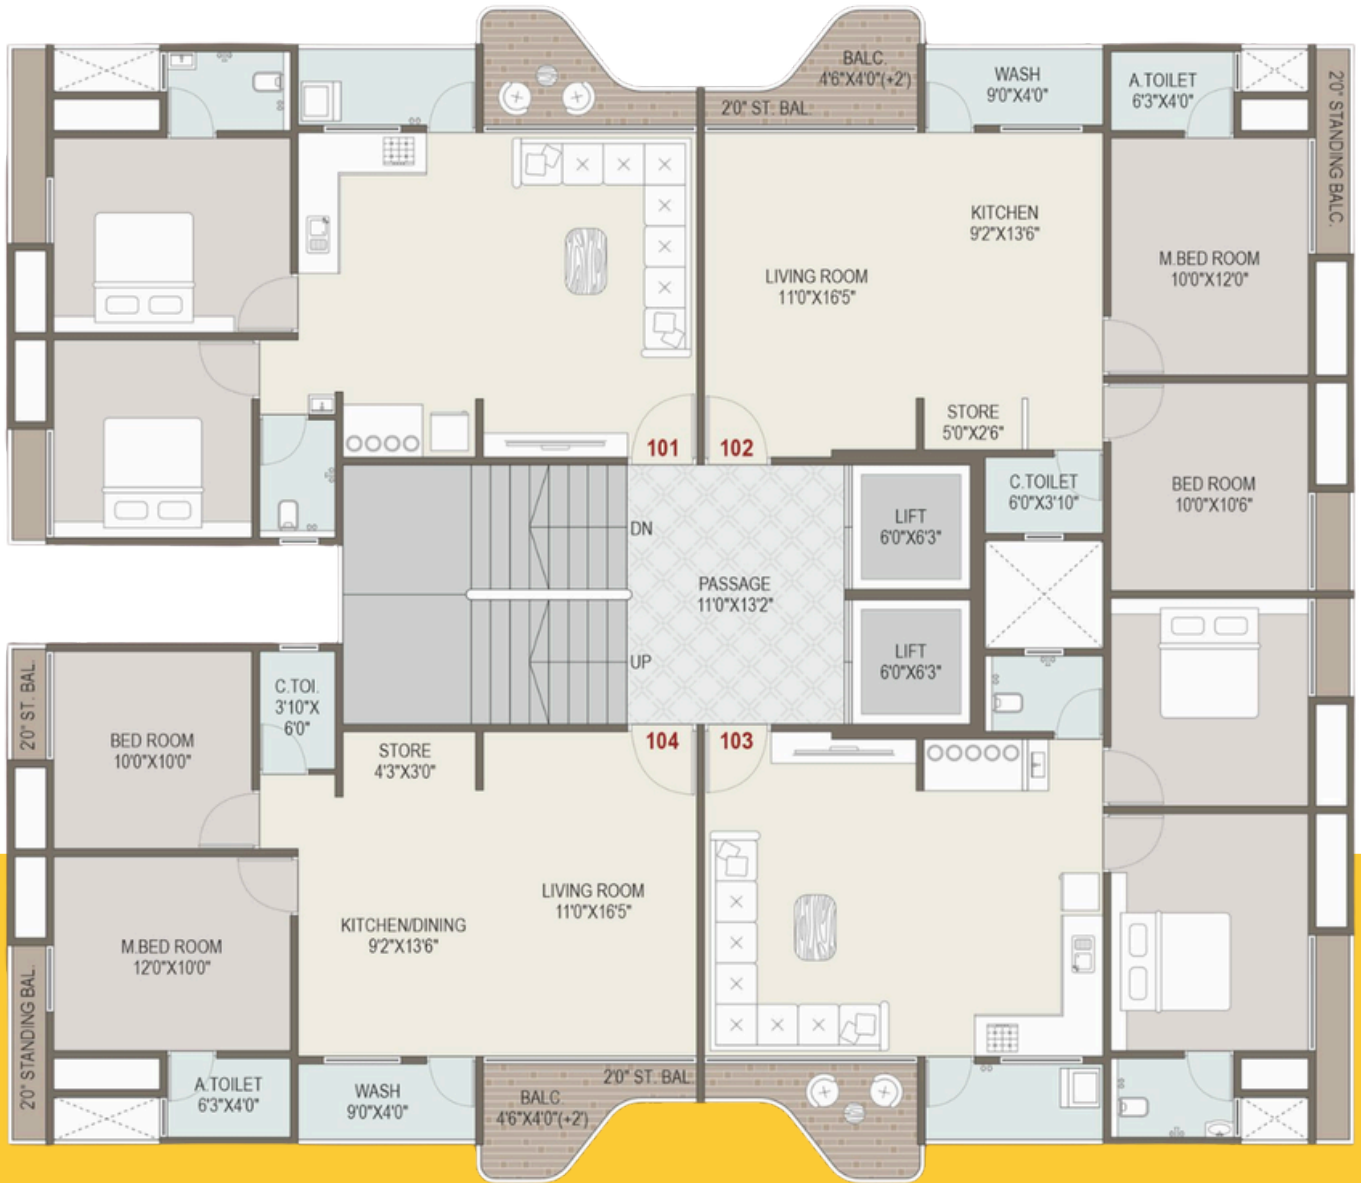 BALC.
4'6"X4'0"(+2')
2'0" ST. BAL.
WASH
9'0"X4'0"
A.TOILET
6'3"X4'0"
2'0" STANDING BALC.
KITCHEN
9'2"X13'6"
LIVING ROOM
11'0"X16'5"
M.BED ROOM
10'0"X12'0"
STORE
5'0"X2'6"
101
102
C.TOILET
6'0"X3'10"
BED ROOM
10'0"X10'6"
LIFT
6'0"X6'3"
DN
PASSAGE
11'0"X13'2"
UP
LIFT
6'0"X6'3"
2'0" ST. BAL.
C.TOI.
3'10"X
6'0"
BED ROOM
10'0"X10'0"
STORE
4'3"X3'0"
104
103
LIVING ROOM
11'0"X16'5"
KITCHEN/DINING
9'2"X13'6"
M.BED ROOM
12'0"X10'0"
2'0" STANDING BAL.
A.TOILET
6'3"X4'0"
WASH
9'0"X4'0"
2'0" ST. BAL
BALC.
4'6"X4'0"(+2')